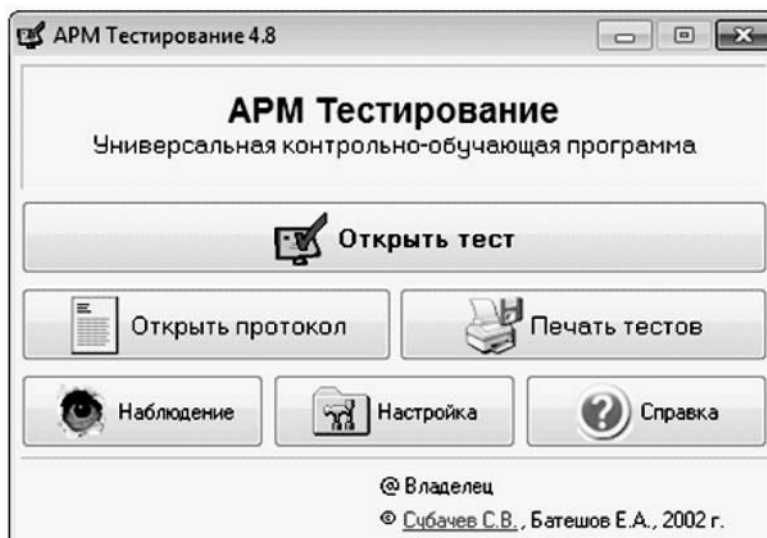 АРМ Тестирование 4.8
АРМ Тестирование
Универсальная контрольно-обучающая программа
Открыть тест
Открыть протокол
Печать тестов
Наблюдение
Настройка
Справка
@ Владелец
© Субачев С.В., Батешов Е.А., 2002 г.